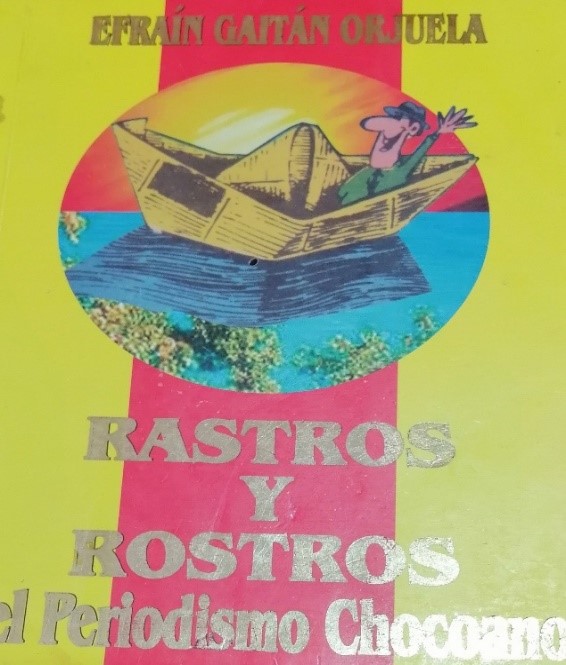 EFRAÍN GAITÁN ORJUELA
RASTROS
Y
ROSTROS
el Periodismo Chocoano